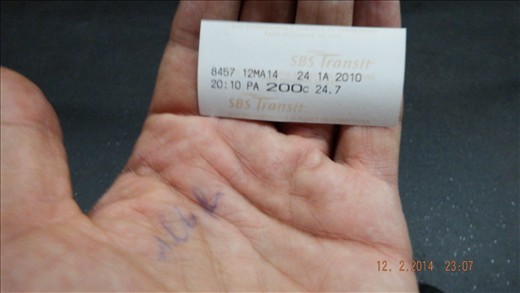 SBS Transit
8457 12MA14 24 1A 2010
20:10 PA 200c 24.7
SBS Transit
12. 2.2014 23:07